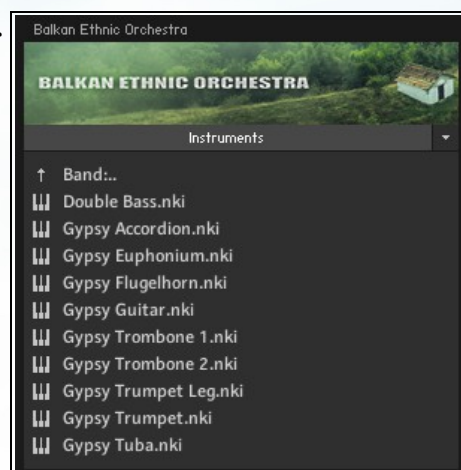 Balkan Ethnic Orchestra
BALKAN ETHNIC ORCHESTRA
Instruments
Band:..
Double Bass.nki
Gypsy Accordion.nki
Gypsy Euphonium.nki
Gypsy Flugelhorn.nki
Gypsy Guitar.nki
Gypsy Trombone 1.nki
Gypsy Trombone 2.nki
Gypsy Trumpet Leg.nki
Gypsy Trumpet.nki
Gypsy Tuba.nki